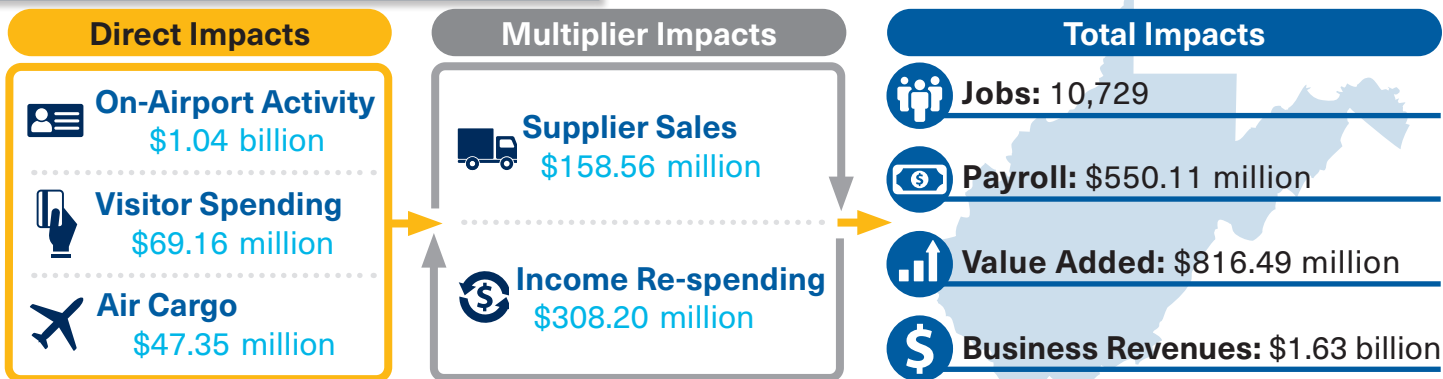 Direct Impacts
On-Airport Activity
$1.04 billion
Visitor Spending
$69.16 million
Air Cargo
$47.35 million
Multiplier Impacts
Supplier Sales
$158.56 million
Income Re-spending
$308.20 million
Total Impacts
Jobs: 10,729
Payroll: $550.11 million
Value Added: $816.49 million
Business Revenues: $1.63 billion